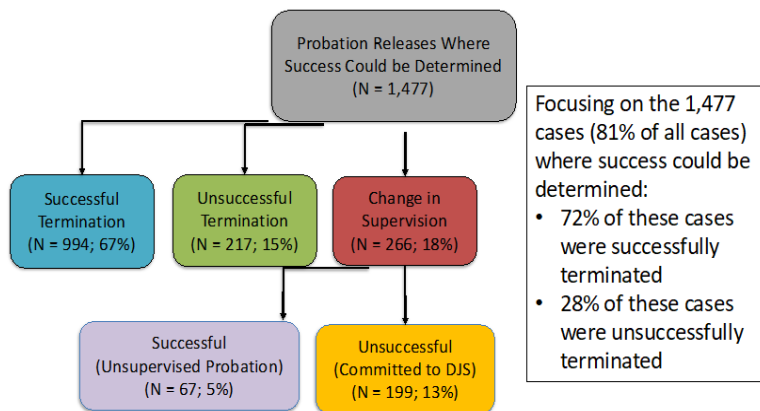 Probation Releases Where
Success Could be Determined
(N = 1,477)
Successful
Termination
(N = 994; 67%)
Unsuccessful
Termination
(N = 217; 15%)
Change in
Supervision
(N = 266; 18%)
Successful
(Unsupervised Probation)
(N = 67; 5%)
Unsuccessful
(Committed to DJS)
(N = 199; 13%)
Focusing on the 1,477
cases (81% of all cases)
where success could be
determined:
• 72% of these cases
were successfully
terminated
• 28% of these cases
were unsuccessfully
terminated